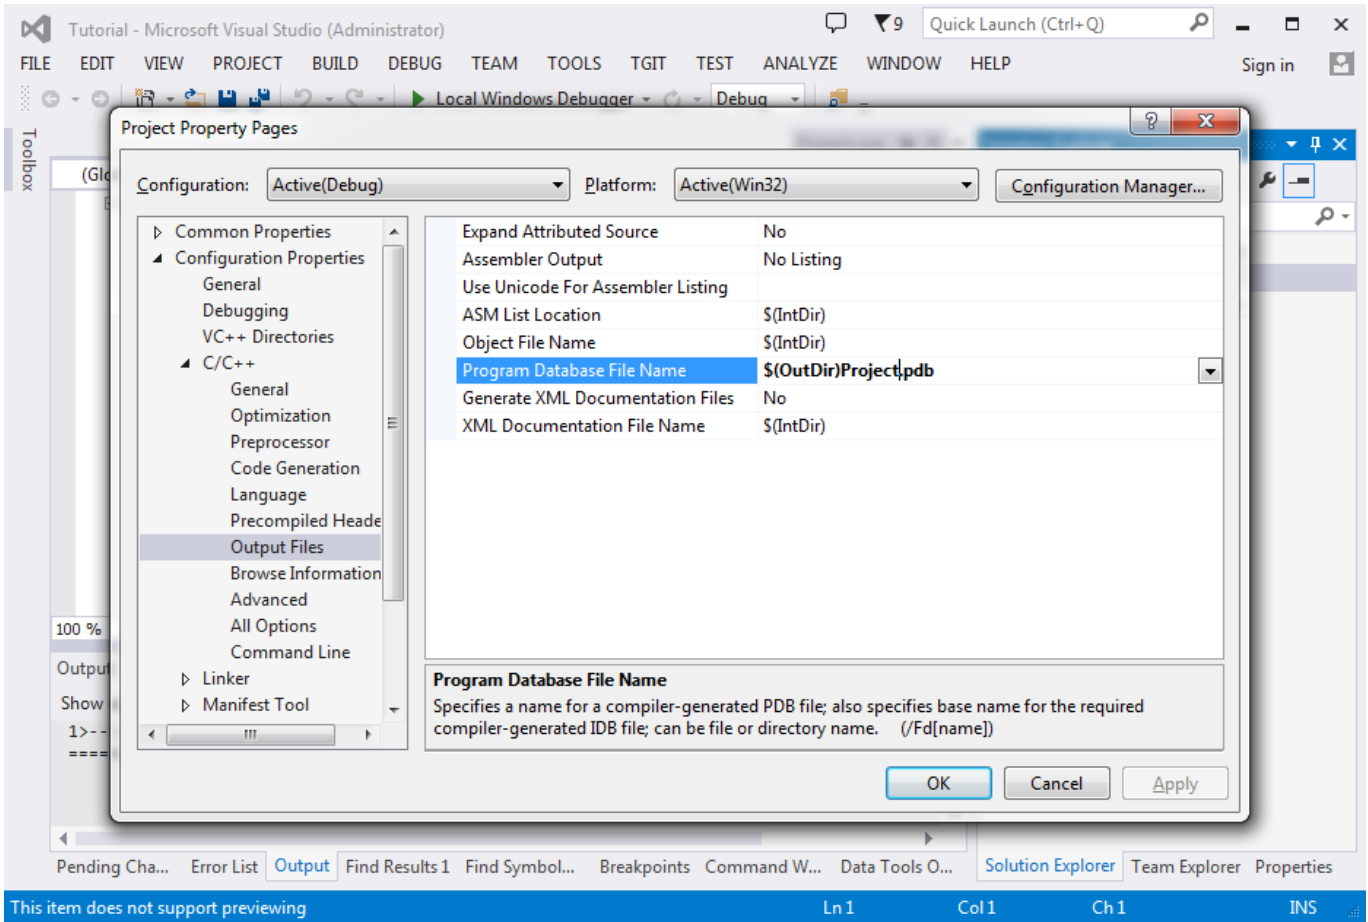 Tutorial - Microsoft Visual Studio (Administrator)
9
Quick Launch (Ctrl+Q)
FILE EDIT VIEW PROJECT BUILD DEBUG TEAM TOOLS TGIT TEST ANALYZE WINDOW HELP
Sign in
Local Windows Debugger
Debug
Toolbox
(Glo
Project Property Pages
Configuration: Active(Debug) Platform: Active(Win32) Configuration Manager...
Common Properties
Configuration Properties
General
Debugging
VC++ Directories
C/C++
General
Optimization
Preprocessor
Code Generation
Language
Precompiled Heade
Output Files
Browse Information
Advanced
All Options
Command Line
Linker
Manifest Tool
Expand Attributed Source No
Assembler Output No Listing
Use Unicode For Assembler Listing
ASM List Location $(IntDir)
Object File Name $(IntDir)
Program Database File Name $(OutDir)Project.pdb
Generate XML Documentation Files No
XML Documentation File Name $(IntDir)
Program Database File Name
Specifies a name for a compiler-generated PDB file; also specifies base name for the required
compiler-generated IDB file; can be file or directory name. (/Fd[name])
OK Cancel Apply
100 %
Output
Show
1>--
====
Pending Cha... Error List Output Find Results 1 Find Symbol... Breakpoints Command W... Data Tools O...
Solution Explorer Team Explorer Properties
This item does not support previewing Ln 1 Col 1 Ch 1 INS